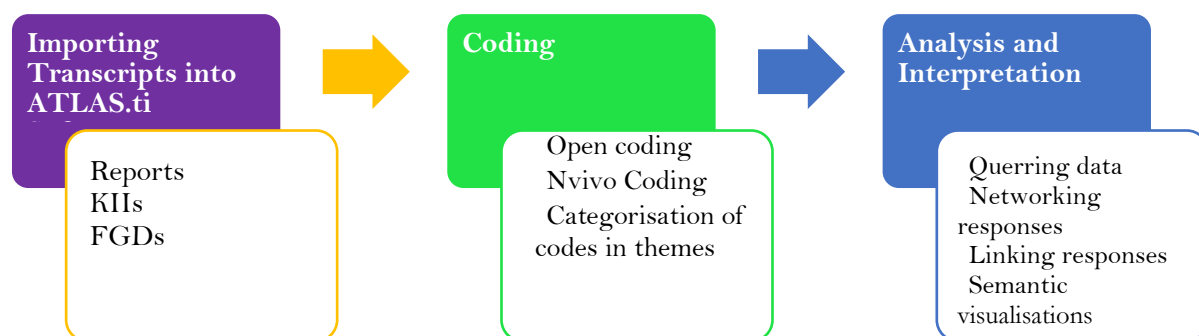 Importing
Transcripts into
ATLAS.ti
Reports
KIIs
FGDs
Coding
Open coding
Nvivo Coding
Categorisation of
codes in themes
Analysis and
Interpretation
Querring data
Networking
responses
Linking responses
Semantic
visualisations